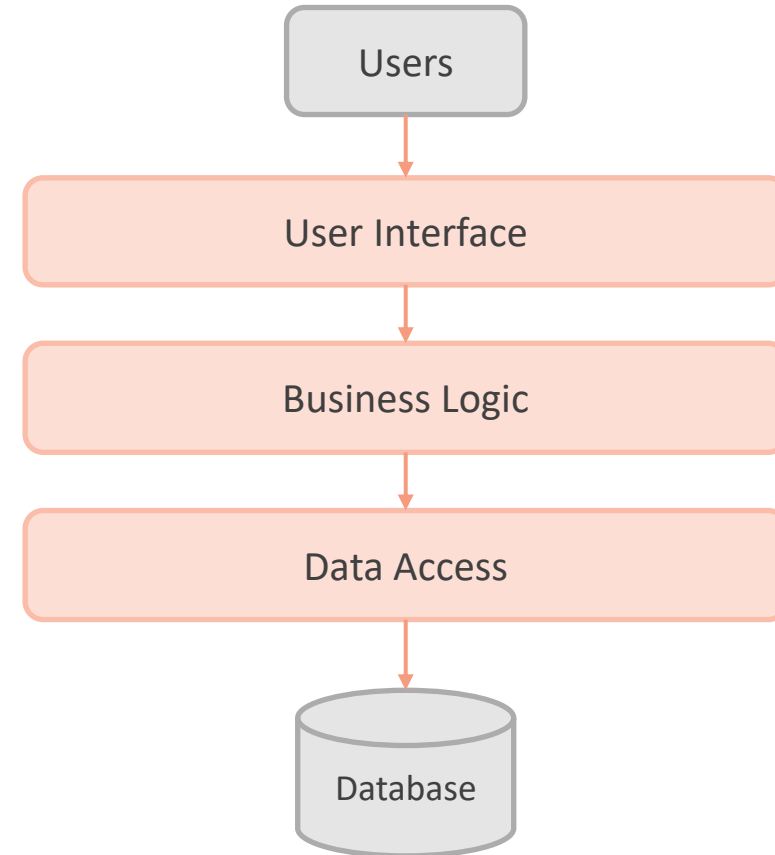 Users
User Interface
Business Logic
Data Access
Database